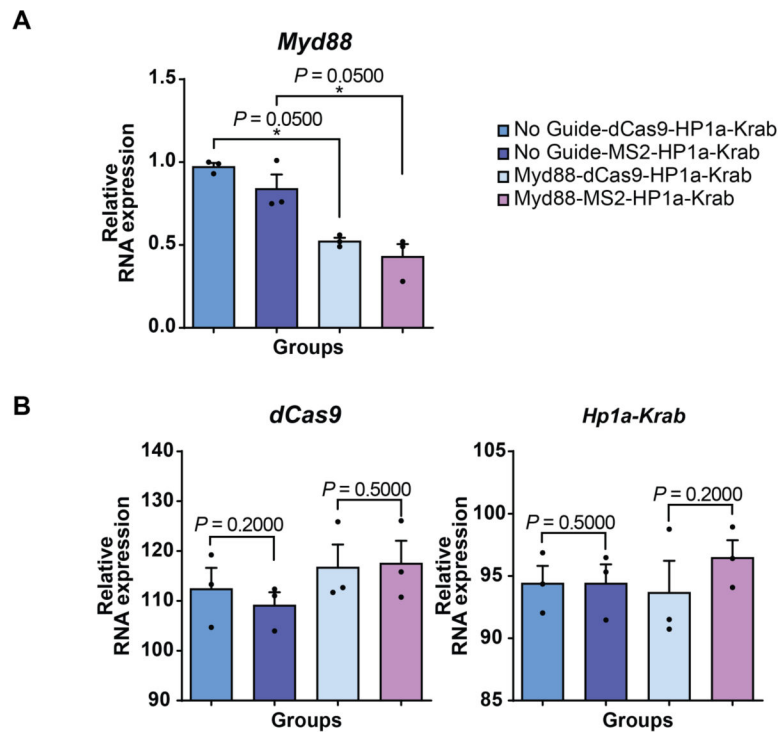 A
Myd88
P = 0.0500
*
P = 0.0500
*
1.5
1.0
0.5
0.0
Relative
RNA expression
Groups
No Guide-dCas9-HP1a-Krab
No Guide-MS2-HP1a-Krab
Myd88-dCas9-HP1a-Krab
Myd88-MS2-HP1a-Krab
B
dCas9
140
130
120
110
100
90
Relative
RNA expression
P = 0.2000
P = 0.5000
Groups
Hp1a-Krab
105
100
95
90
85
Relative
RNA expression
P = 0.5000
P = 0.2000
Groups